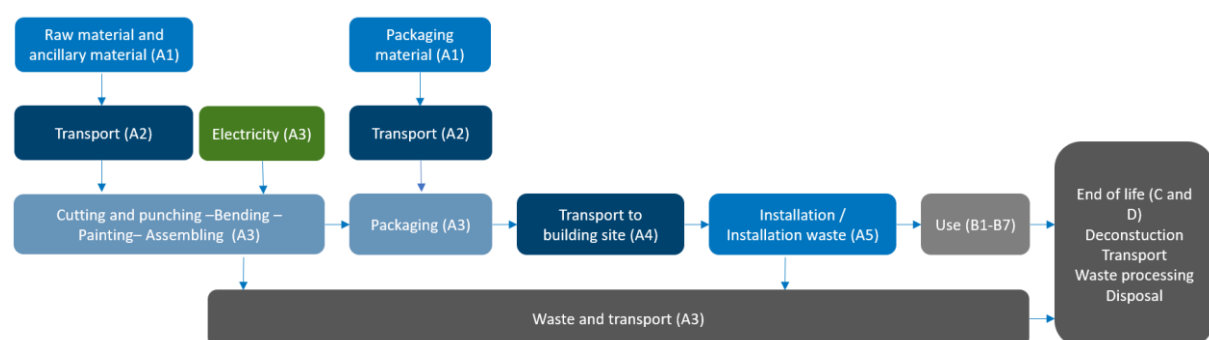 Raw material and
ancillary material (A1)
Packaging
material (A1)
Transport (A2)
Electricity (A3)
Transport (A2)
Cutting and punching –Bending –
Painting– Assembling  (A3)
Packaging (A3)
Transport to
building site (A4)
Installation /
Installation waste (A5)
Use (B1-B7)
End of life (C and
D)
Deconstuction
Transport
Waste processing
Disposal
Waste and transport (A3)